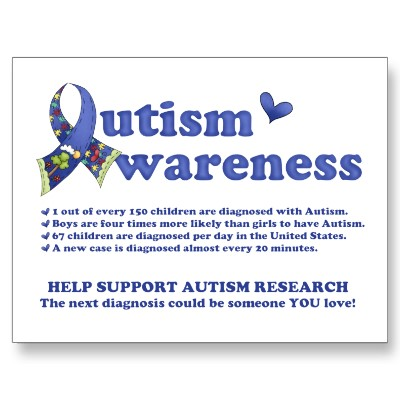 Autism
Awareness
1 out of every 150 children are diagnosed with Autism.
Boys are four times more likely than girls to have Autism.
67 children are diagnosed per day in the United States.
A new case is diagnosed almost every 20 minutes.
HELP SUPPORT AUTISM RESEARCH
The next diagnosis could be someone YOU love!